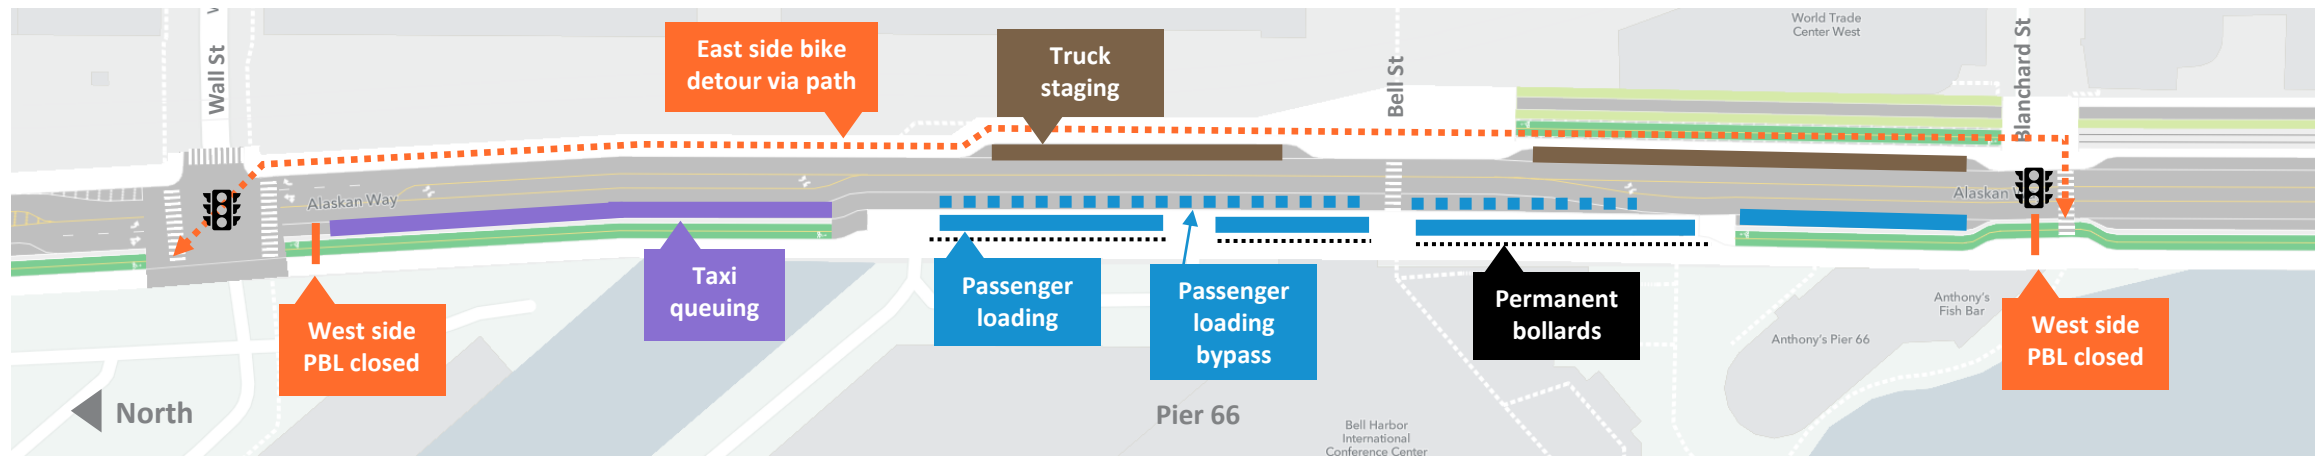 World Trade
Center West
Wall St
East side bike
detour via path
Truck
staging
Bell St
Blanchard St
Alaskan Way
Alaskan
Taxi
queuing
Passenger
loading
Passenger
loading
bypass
Permanent
bollards
West side
PBL closed
West side
PBL closed
Anthony's
Fish Bar
Anthony's Pier 66
North
Pier 66
Bell Harbor
International
Conference Center